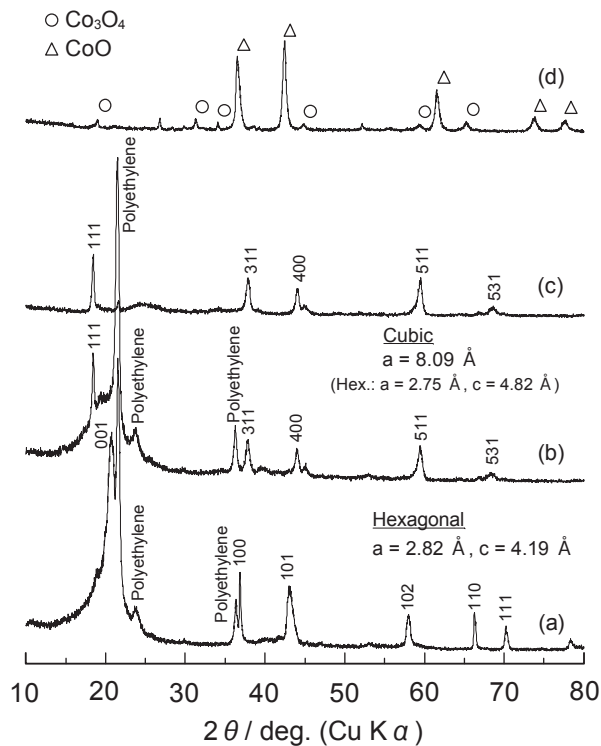 ○ Co₃O₄
△ CoO
(d)
Polyethylene
111
311
400
511
531
(c)
Cubic
a = 8.09 Å
(Hex.: a = 2.75 Å, c = 4.82 Å)
111
Polyethylene
Polyethylene
311
400
511
531
(b)
001
Hexagonal
a = 2.82 Å, c = 4.19 Å
Polyethylene
Polyethylene
100
101
102
110
111
(a)
10 20 30 40 50 60 70 80
2 θ / deg. (Cu K α)